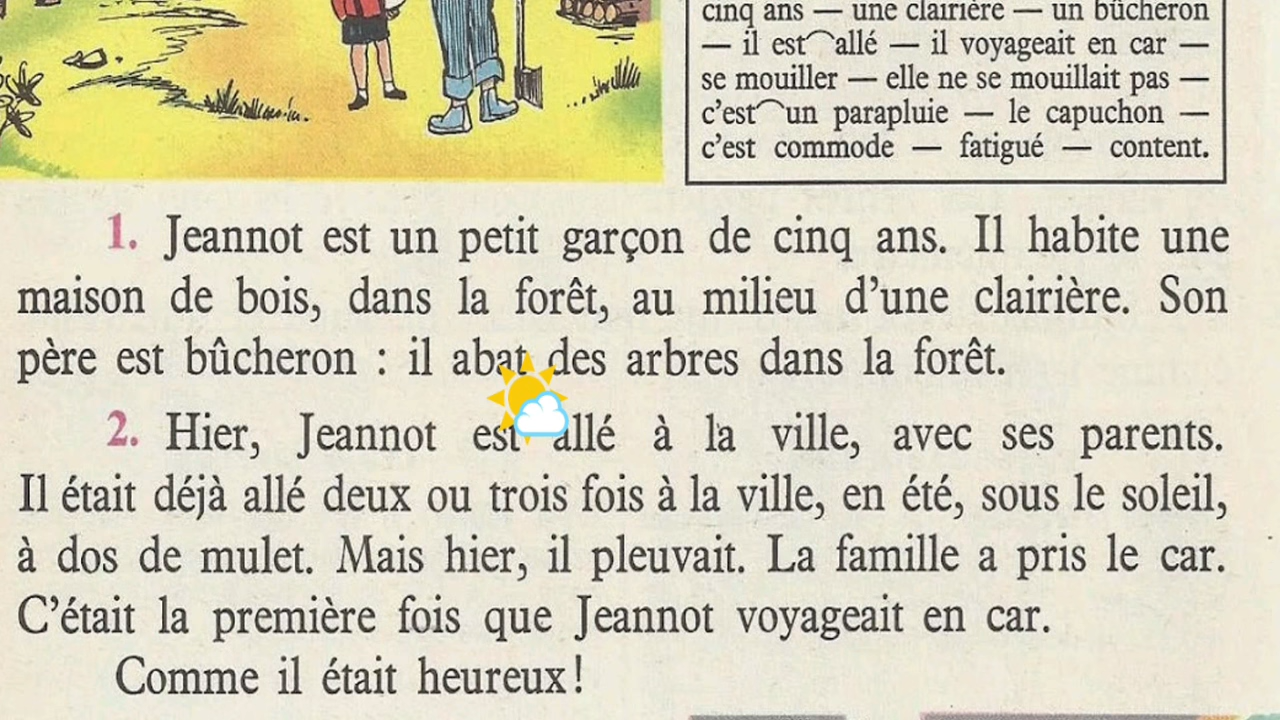 cinq ans — une clairière — un bûcheron
— il est allé — il voyageait en car —
se mouiller — elle ne se mouillait pas —
c'est un parapluie — le capuchon —
c'est commode — fatigué — content.
1. Jeannot est un petit garçon de cinq ans. Il habite une
maison de bois, dans la forêt, au milieu d'une clairière. Son
père est bûcheron : il abat des arbres dans la forêt.
2. Hier, Jeannot est allé à la ville, avec ses parents.
Il était déjà allé deux ou trois fois à la ville, en été, sous le soleil,
à dos de mulet. Mais hier, il pleuvait. La famille a pris le car.
C'était la première fois que Jeannot voyageait en car.
Comme il était heureux!